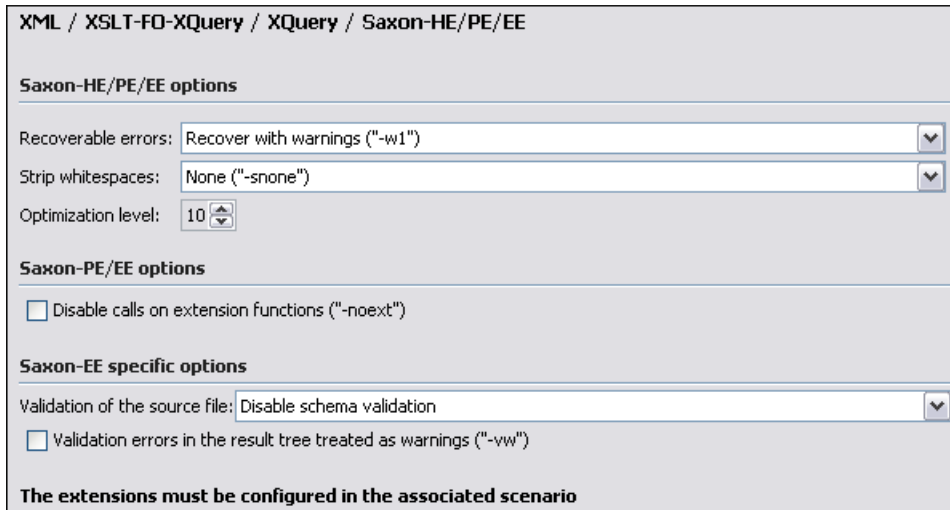 XML / XSLT-FO-XQuery / XQuery / Saxon-HE/PE/EE
Saxon-HE/PE/EE options
Recoverable errors: Recover with warnings ("-w1")
Strip whitespaces: None ("-snone")
Optimization level: 10
Saxon-PE/EE options
Disable calls on extension functions ("-noext")
Saxon-EE specific options
Validation of the source file: Disable schema validation
Validation errors in the result tree treated as warnings ("-vw")
The extensions must be configured in the associated scenario